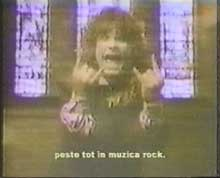 peste tot în muzica rock.